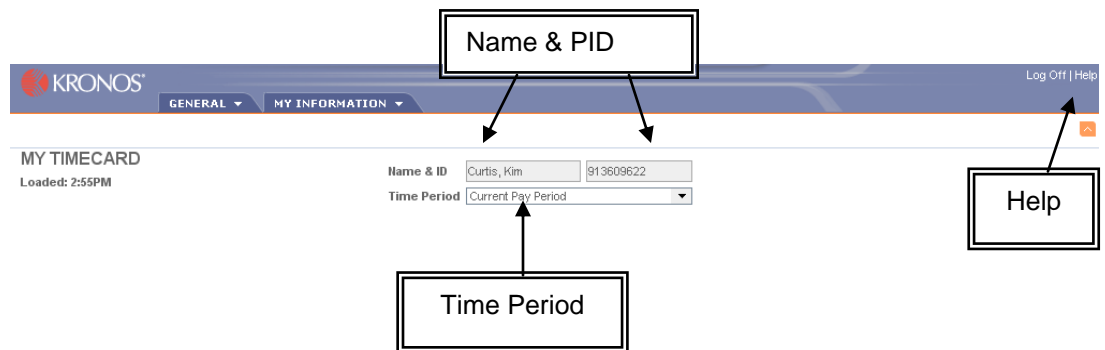 Name & PID
KRONOS®
Log Off | Help
GENERAL MY INFORMATION
MY TIMECARD
Loaded: 2:55PM
Name & ID Curtis, Kim 913609622
Time Period Current Pay Period
Help
Time Period